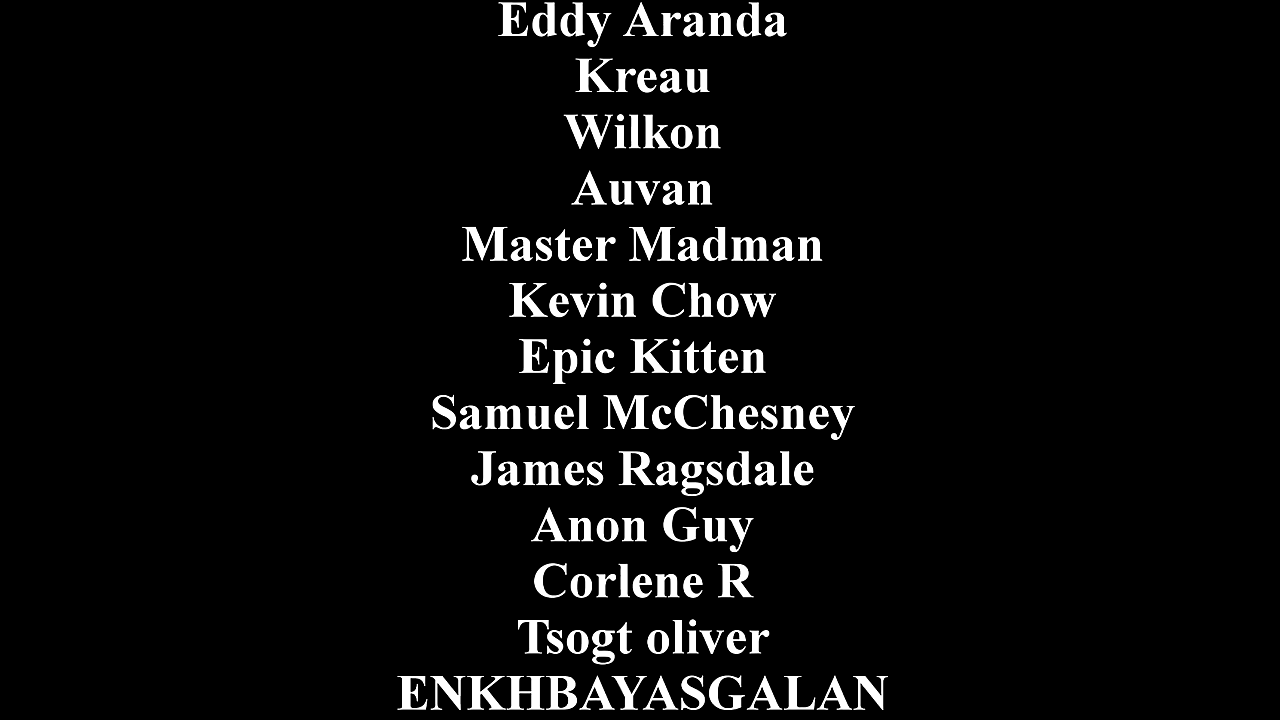 Eddy Aranda
Kreau
Wilkon
Auvan
Master Madman
Kevin Chow
Epic Kitten
Samuel McChesney
James Ragsdale
Anon Guy
Corlene R
Tsogt oliver
ENKHBAYASGALAN